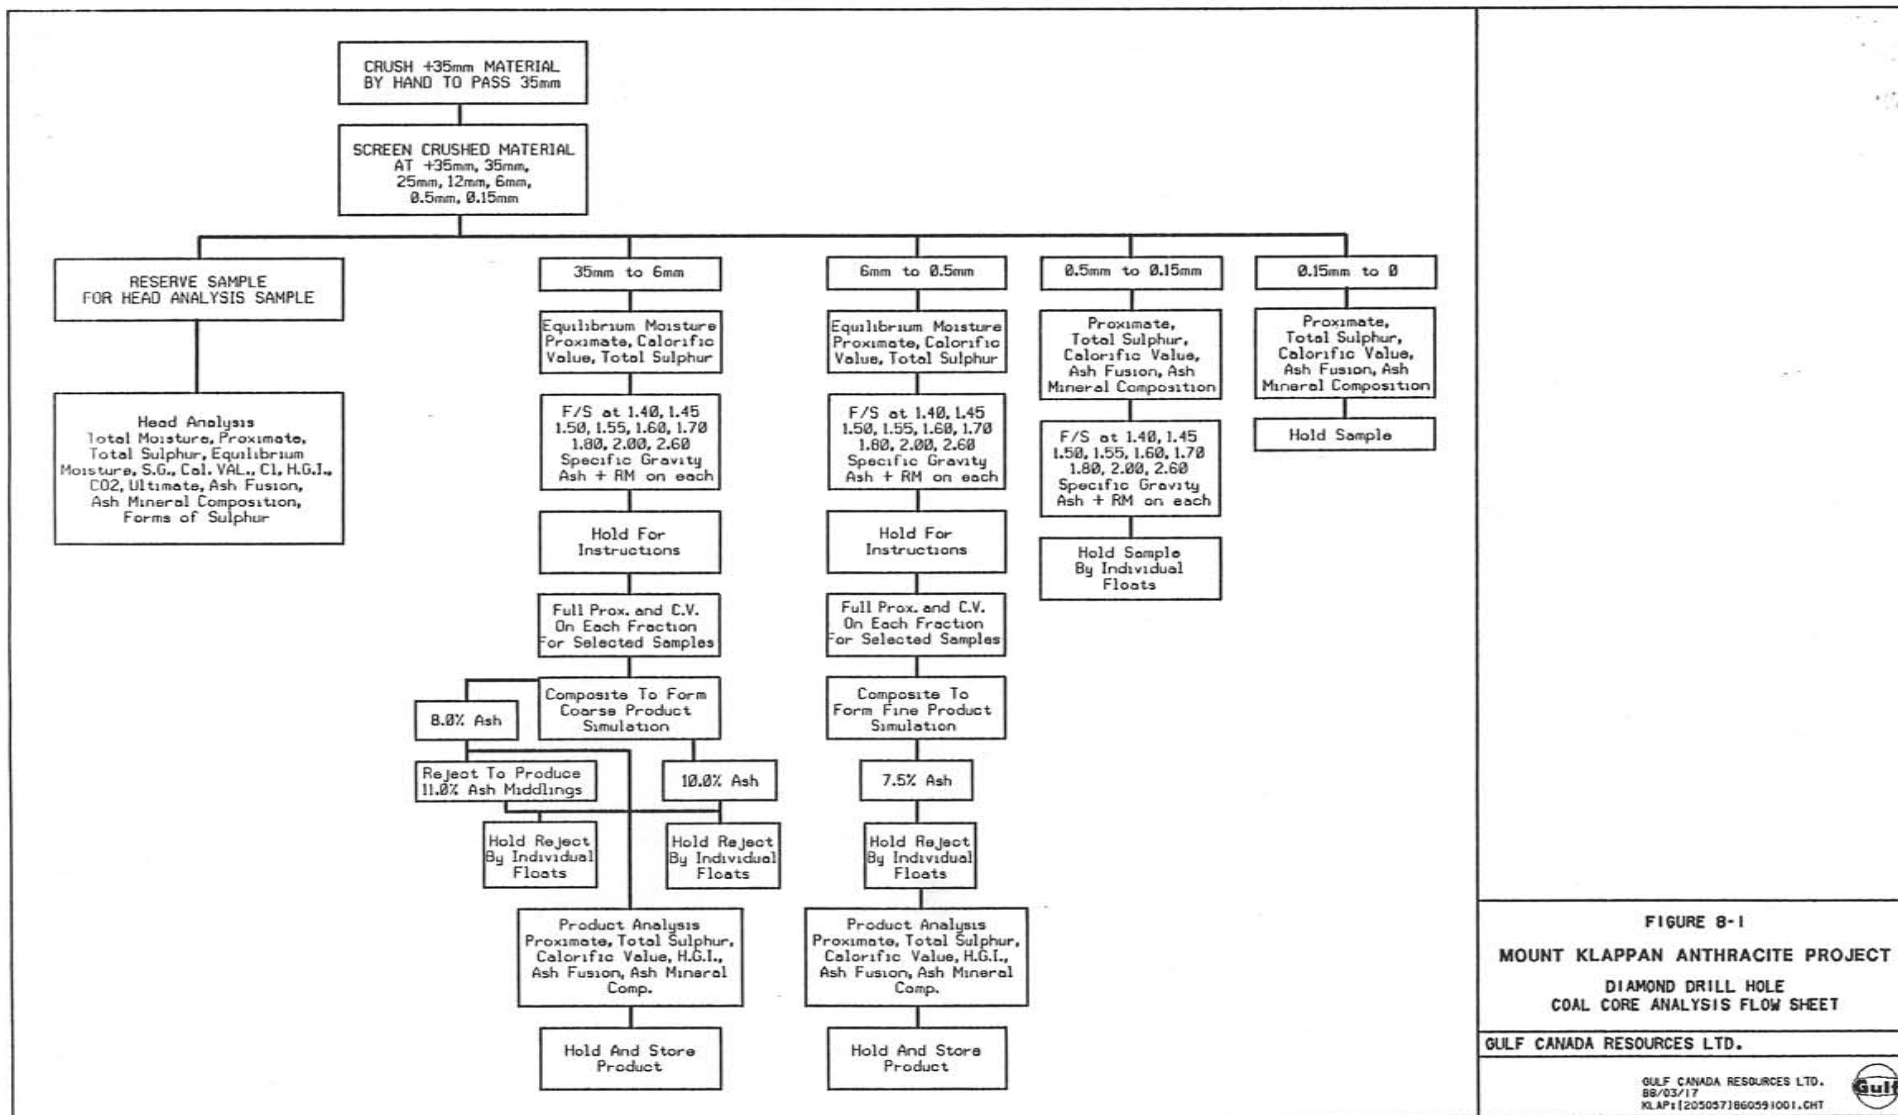 CRUSH +35mm MATERIAL
BY HAND TO PASS 35mm
SCREEN CRUSHED MATERIAL
AT +35mm, 35mm,
25mm, 12mm, 6mm,
0.5mm, 0.15mm
RESERVE SAMPLE
FOR HEAD ANALYSIS SAMPLE
Head Analysis
Total Moisture, Proximate,
Total Sulphur, Equilibrium
Moisture, S.G., Cal. VAL., Cl, H.G.I.,
CO2, Ultimate, Ash Fusion,
Ash Mineral Composition,
Forms of Sulphur
35mm to 6mm
Equilibrium Moisture
Proximate, Calorific
Value, Total Sulphur
F/S at 1.40, 1.45
1.50, 1.55, 1.60, 1.70
1.80, 2.00, 2.60
Specific Gravity
Ash + RM on each
Hold For
Instructions
Full Prox. and C.V.
On Each Fraction
For Selected Samples
Composite To Form
Coarse Product
Simulation
8.0% Ash
Reject To Produce
11.0% Ash Middlings
10.0% Ash
Hold Reject
By Individual
Floats
Hold Reject
By Individual
Floats
Product Analysis
Proximate, Total Sulphur,
Calorific Value, H.G.I.,
Ash Fusion, Ash Mineral
Comp.
Hold And Store
Product
6mm to 0.5mm
Equilibrium Moisture
Proximate, Calorific
Value, Total Sulphur
F/S at 1.40, 1.45
1.50, 1.55, 1.60, 1.70
1.80, 2.00, 2.60
Specific Gravity
Ash + RM on each
Hold For
Instructions
Full Prox. and C.V.
On Each Fraction
For Selected Samples
Composite To
Form Fine Product
Simulation
7.5% Ash
Hold Reject
By Individual
Floats
Product Analysis
Proximate, Total Sulphur,
Calorific Value, H.G.I.,
Ash Fusion, Ash Mineral
Comp.
Hold And Store
Product
0.5mm to 0.15mm
Proximate,
Total Sulphur,
Calorific Value,
Ash Fusion, Ash
Mineral Composition
F/S at 1.40, 1.45
1.50, 1.55, 1.60, 1.70
1.80, 2.00, 2.60
Specific Gravity
Ash + RM on each
Hold Sample
By Individual
Floats
0.15mm to 0
Proximate,
Total Sulphur,
Calorific Value,
Ash Fusion, Ash
Mineral Composition
Hold Sample
FIGURE 8-1
MOUNT KLAPPAN ANTHRACITE PROJECT
DIAMOND DRILL HOLE
COAL CORE ANALYSIS FLOW SHEET
GULF CANADA RESOURCES LTD.
GULF CANADA RESOURCES LTD.
88/03/17
KLAP:[205057]860591001.CHT
Gulf